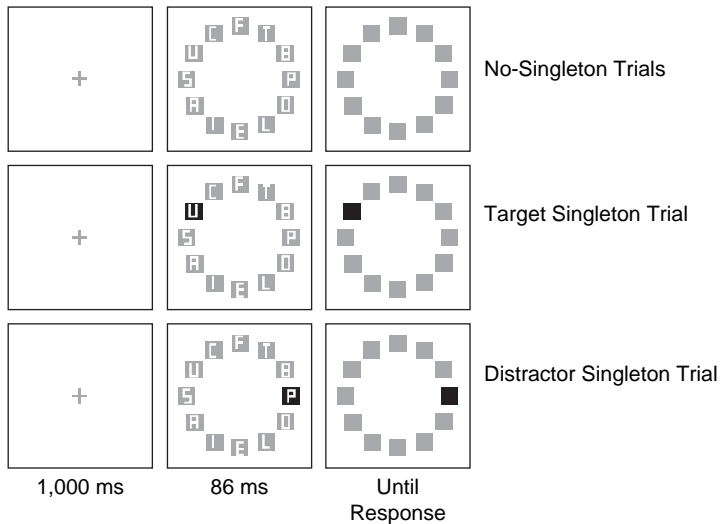 C F T
U B
S P
A D
I E L
No-Singleton Trials
C F T
U B
S P
A D
I E L
Target Singleton Trial
C F T
U B
S P
A D
I E L
Distractor Singleton Trial
1,000 ms
86 ms
Until
Response